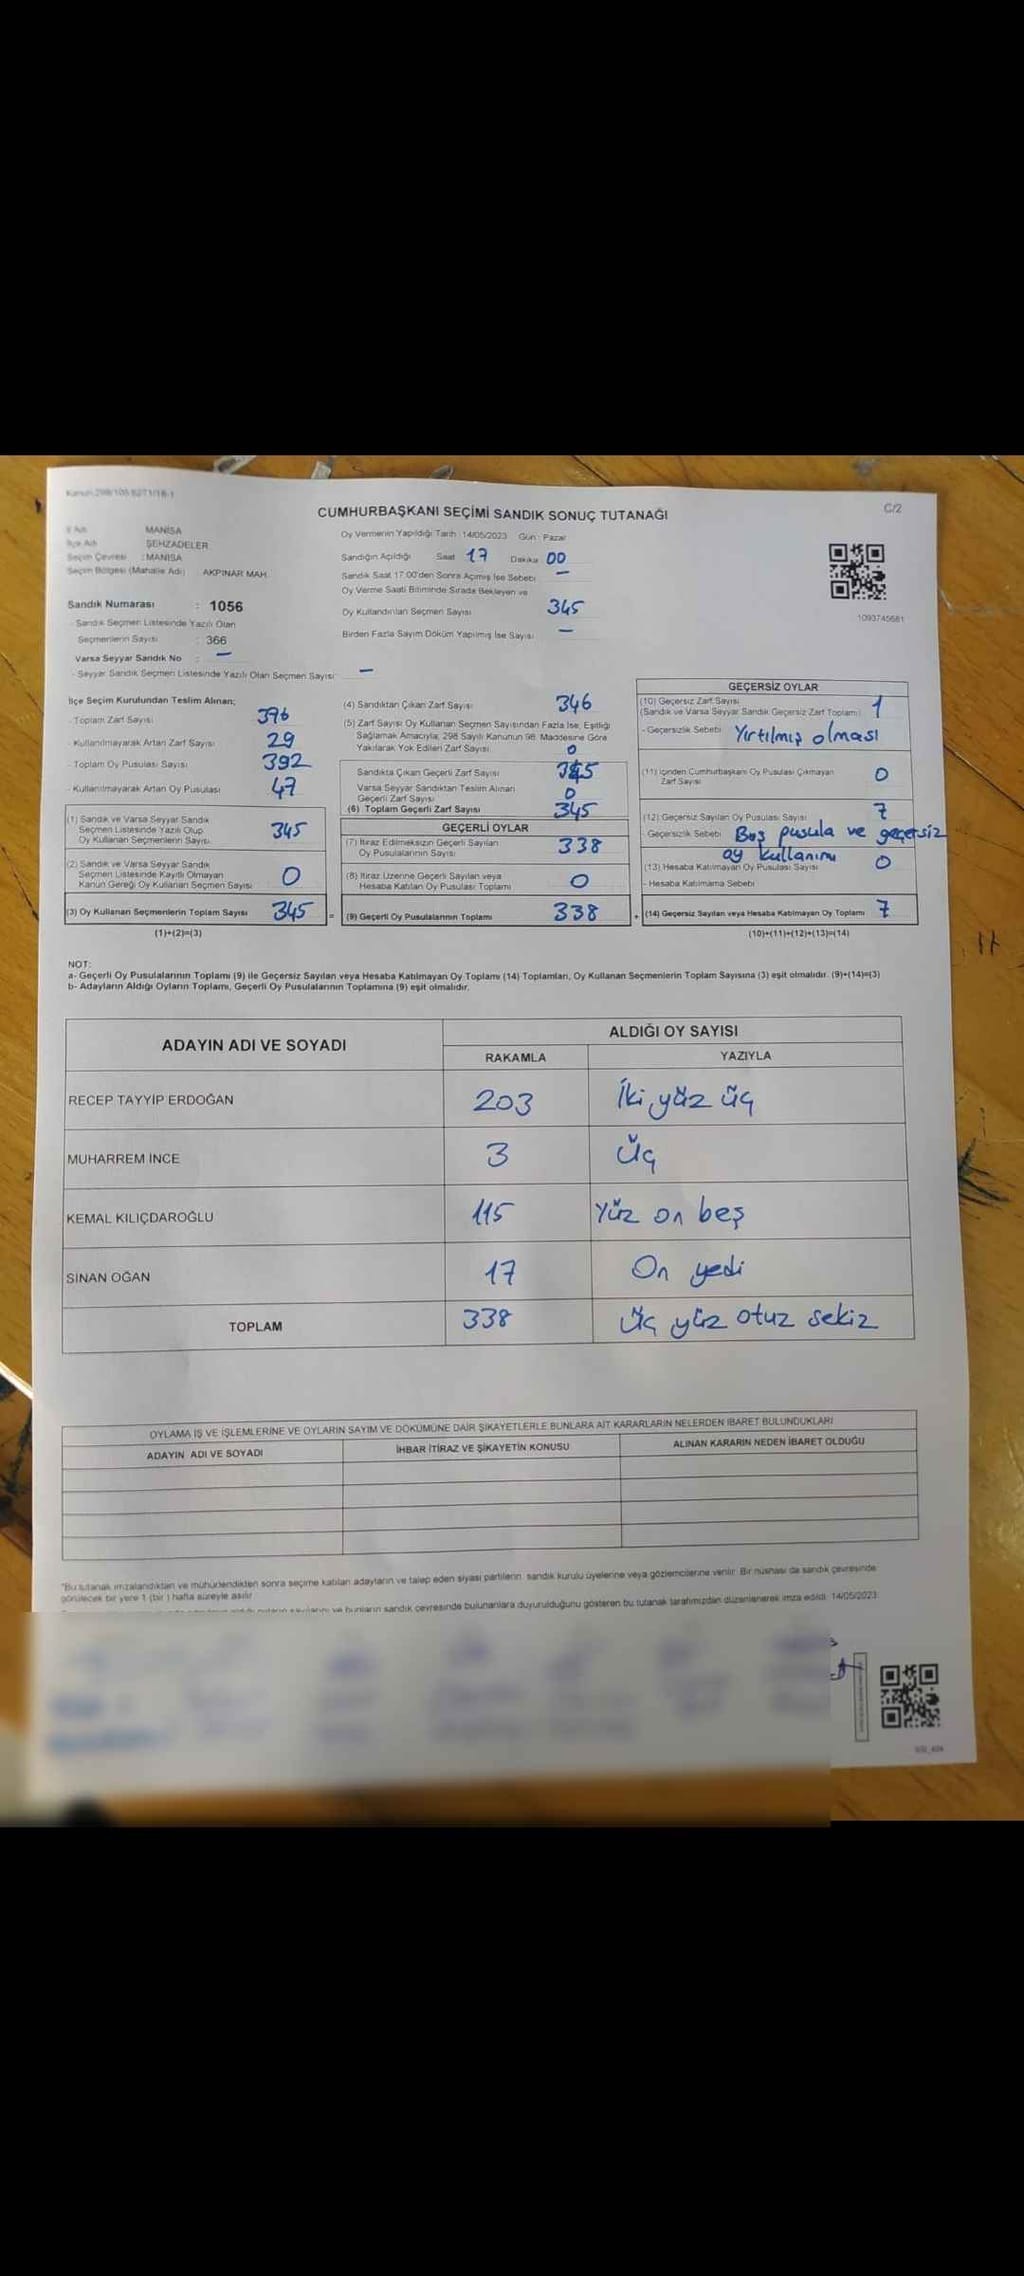 Kanun 298/105 6271/18-1
C/2
CUMHURBAŞKANI SEÇİMİ SANDIK SONUÇ TUTANAĞI
İl Adı MANİSA
İlçe Adı ŞEHZADELER
Seçim Çevresi : MANİSA
Seçim Bölgesi (Mahalle Adı) : AKPINAR MAH.
Sandık Numarası : 1056
- Sandık Seçmen Listesinde Yazılı Olan
Seçmenlerin Sayısı : 366
Varsa Seyyar Sandık No : -
- Seyyar Sandık Seçmen Listesinde Yazılı Olan Seçmen Sayısı -
Oy Vermenin Yapıldığı Tarih : 14/05/2023 Gün : Pazar
Sandığın Açıldığı Saat 17 Dakika 00
Sandık Saat 17.00'den Sonra Açımış İse Sebebi -
Oy Verme Saati Bitiminde Sırada Bekleyen ve
Oy Kullandırılan Seçmen Sayısı 345
Birden Fazla Sayım Döküm Yapılmış İse Sayısı -
1093745681
İlçe Seçim Kurulundan Teslim Alınan;
- Toplam Zarf Sayısı 396
- Kullanılmayarak Artan Zarf Sayısı 29
- Toplam Oy Pusulası Sayısı 392
- Kullanılmayarak Artan Oy Pusulası 47
(1) Sandık ve Varsa Seyyar Sandık
Seçmen Listesinde Yazılı Olup
Oy Kullanan Seçmenlerin Sayısı 345
(2) Sandık ve Varsa Seyyar Sandık
Seçmen Listesinde Kayıtlı Olmayan
Kanun Gereği Oy Kullanan Seçmen Sayısı 0
(3) Oy Kullanan Seçmenlerin Toplam Sayısı 345 =
(1)+(2)=(3)
(4) Sandıktan Çıkan Zarf Sayısı 346
(5) Zarf Sayısı Oy Kullanan Seçmen Sayısından Fazla İse, Eşitliği
Sağlamak Amacıyla, 298 Sayılı Kanunun 98. Maddesine Göre
Yakılarak Yok Edilen Zarf Sayısı 0
Sandıkta Çıkan Geçerli Zarf Sayısı 345
Varsa Seyyar Sandıktan Teslim Alınan
Geçerli Zarf Sayısı 0
(6) Toplam Geçerli Zarf Sayısı 345
GEÇERLİ OYLAR
(7) İtiraz Edilmeksizin Geçerli Sayılan
Oy Pusulalarının Sayısı 338
(8) İtiraz Üzerine Geçerli Sayılan veya
Hesaba Katılan Oy Pusulası Toplamı 0
(9) Geçerli Oy Pusulalarının Toplamı 338 +
GEÇERSİZ OYLAR
(10) Geçersiz Zarf Sayısı
(Sandık ve Varsa Seyyar Sandık Geçersiz Zarf Toplamı) 1
- Geçersizlik Sebebi Yırtılmış olması
(11) İçinden Cumhurbaşkanı Oy Pusulası Çıkmayan
Zarf Sayısı 0
(12) Geçersiz Sayılan Oy Pusulası Sayısı 7
- Geçersizlik Sebebi Boş pusula ve geçersiz
oy kullanımı
(13) Hesaba Katılmayan Oy Pusulası Sayısı 0
- Hesaba Katılmama Sebebi
(14) Geçersiz Sayılan veya Hesaba Katılmayan Oy Toplamı 7
(10)+(11)+(12)+(13)=(14)
NOT:
a- Geçerli Oy Pusulalarının Toplamı (9) ile Geçersiz Sayılan veya Hesaba Katılmayan Oy Toplamı (14) Toplamları, Oy Kullanan Seçmenlerin Toplam Sayısına (3) eşit olmalıdır. (9)+(14)=(3)
b- Adayların Aldığı Oyların Toplamı, Geçerli Oy Pusulalarının Toplamına (9) eşit olmalıdır.
ADAYIN ADI VE SOYADI ALDIĞI OY SAYISI
RAKAMLA YAZIYLA
RECEP TAYYİP ERDOĞAN 203 İki yüz üç
MUHARREM İNCE 3 Üç
KEMAL KILIÇDAROĞLU 115 Yüz on beş
SİNAN OĞAN 17 On yedi
TOPLAM 338 Üç yüz otuz sekiz
OYLAMA İŞ VE İŞLEMLERİNE VE OYLARIN SAYIM VE DÖKÜMÜNE DAİR ŞİKAYETLERLE BUNLARA AİT KARARLARIN NELERDEN İBARET BULUNDUKLARI
ADAYIN ADI VE SOYADI İHBAR İTİRAZ VE ŞİKAYETİN KONUSU ALINAN KARARIN NEDEN İBARET OLDUĞU
"Bu tutanak imzalandıktan ve mühürlendikten sonra seçime katılan adayların ve talep eden siyasi partilerin sandık kurulu üyelerine veya gözlemcilerine verilir. Bir nüshası da sandık çevresinde
görülecek bir yere 1 (bir) hafta süreyle asılır.
ve bunların sandık çevresinde bulunanlara duyurulduğunu gösteren bu tutanak tarafımızdan düzenlenerek imza edildi. 14/05/2023